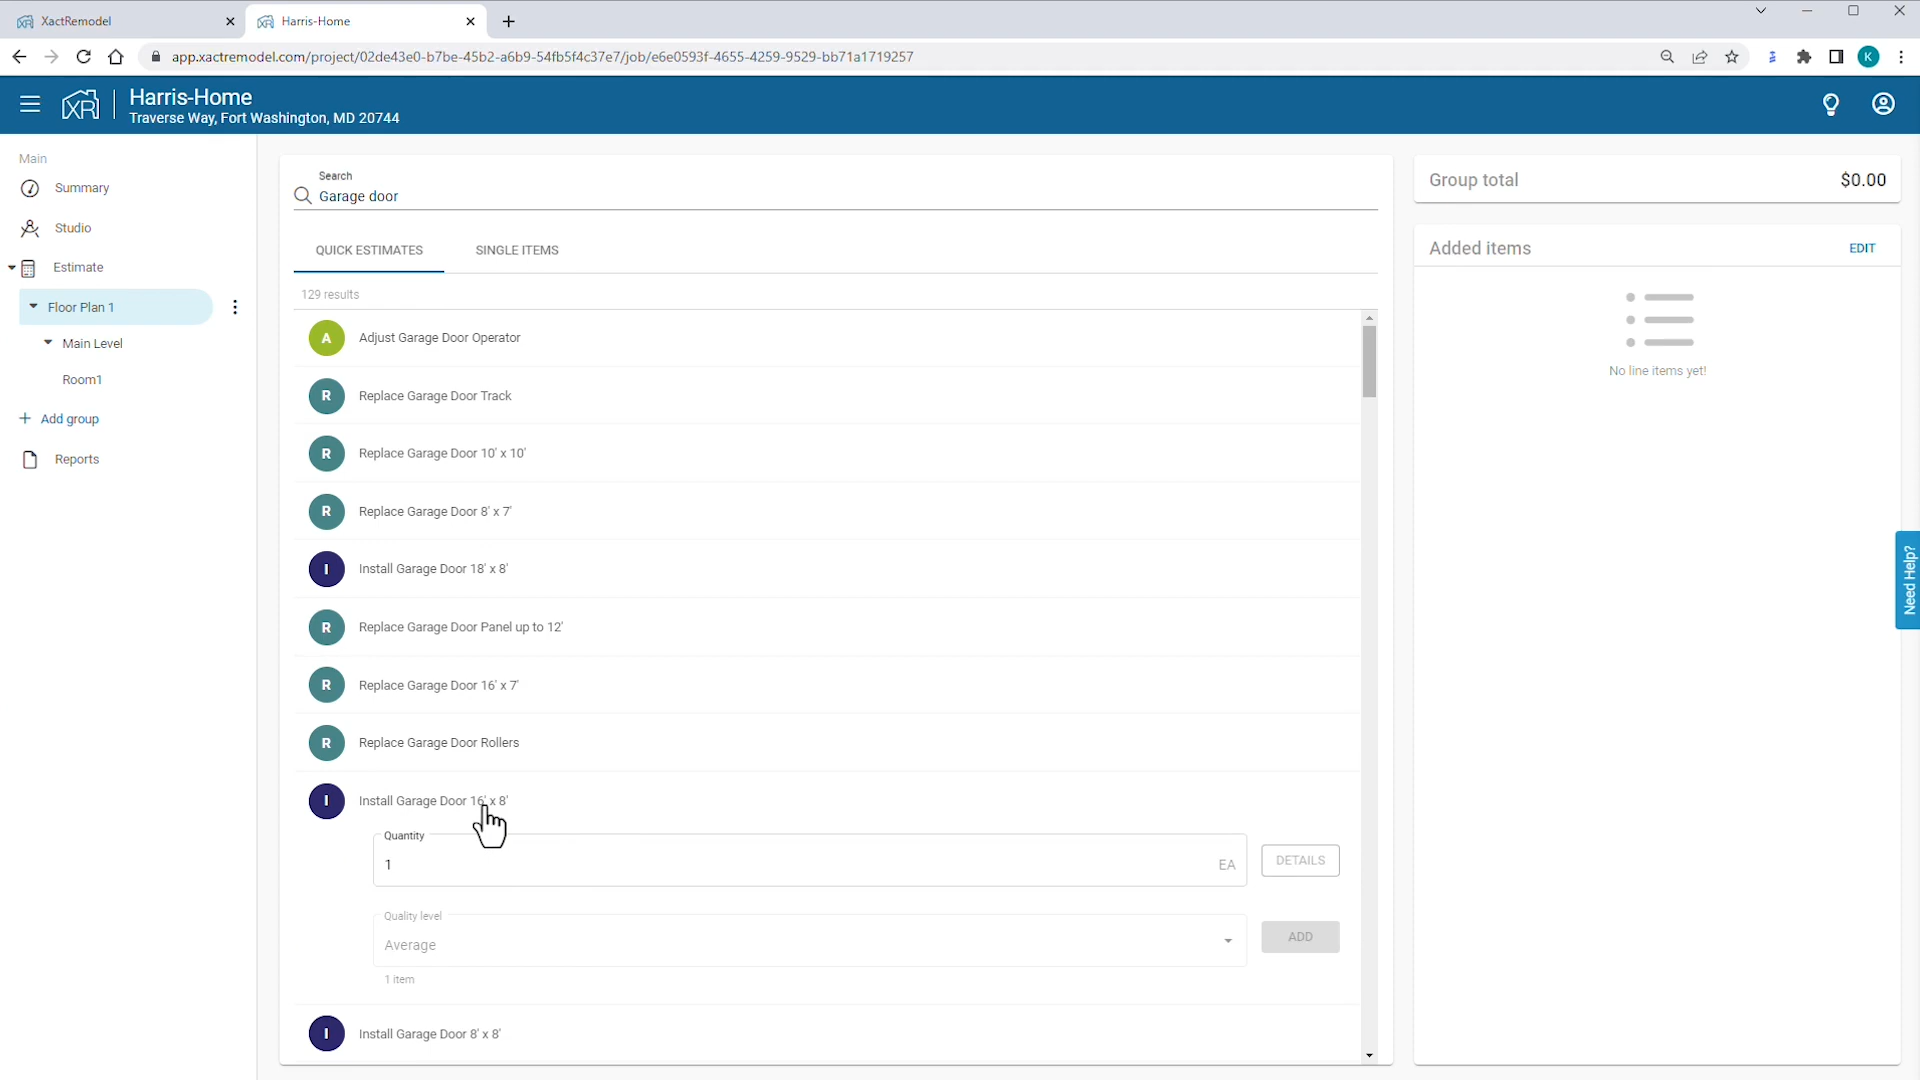 XactRemodel
Harris-Home
app.xactremodel.com/project/02de43e0-b7be-45b2-a6b9-54fb5f4c37e7/job/e6e0593f-4655-4259-9529-bb71a1719257
K
XR
Harris-Home
Traverse Way, Fort Washington, MD 20744
Main
Summary
Studio
Estimate
Floor Plan 1
Main Level
Room1
+ Add group
Reports
Search
Garage door
QUICK ESTIMATES
SINGLE ITEMS
129 results
A Adjust Garage Door Operator
R Replace Garage Door Track
R Replace Garage Door 10' x 10'
R Replace Garage Door 8' x 7'
I Install Garage Door 18' x 8'
R Replace Garage Door Panel up to 12'
R Replace Garage Door 16' x 7'
R Replace Garage Door Rollers
I Install Garage Door 16' x 8'
Quantity
1 EA
DETAILS
Quality level
Average
ADD
1 item
I Install Garage Door 8' x 8'
Group total $0.00
Added items EDIT
No line items yet!
Need Help?